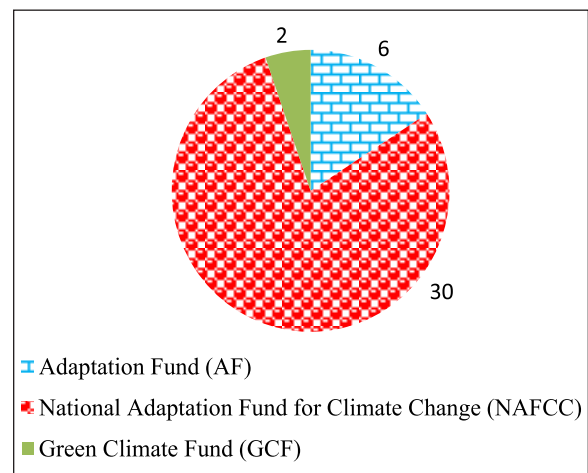 2
6
30
Adaptation Fund (AF)
National Adaptation Fund for Climate Change (NAFCC)
Green Climate Fund (GCF)